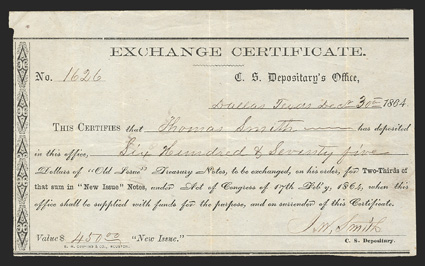 EXCHANGE CERTIFICATE.
No. 1626 C. S. Depositary's Office,
Dallas Texas Dec 30th 1864
THIS CERTIFIES that Thomas Smith has deposited
in this office, Six Hundred & Seventy five
Dollars of "Old Issue" Treasury Notes, to be exchanged, on his order, for Two-Thirds of
that sum in "New Issue" Notes, under Act of Congress of 17th Feb'y, 1864, when this
office shall be supplied with funds for the purpose, and on surrender of this Certificate.
J. W. Smith
Value $ 450.00 "New Issue." C. S. Depositary.